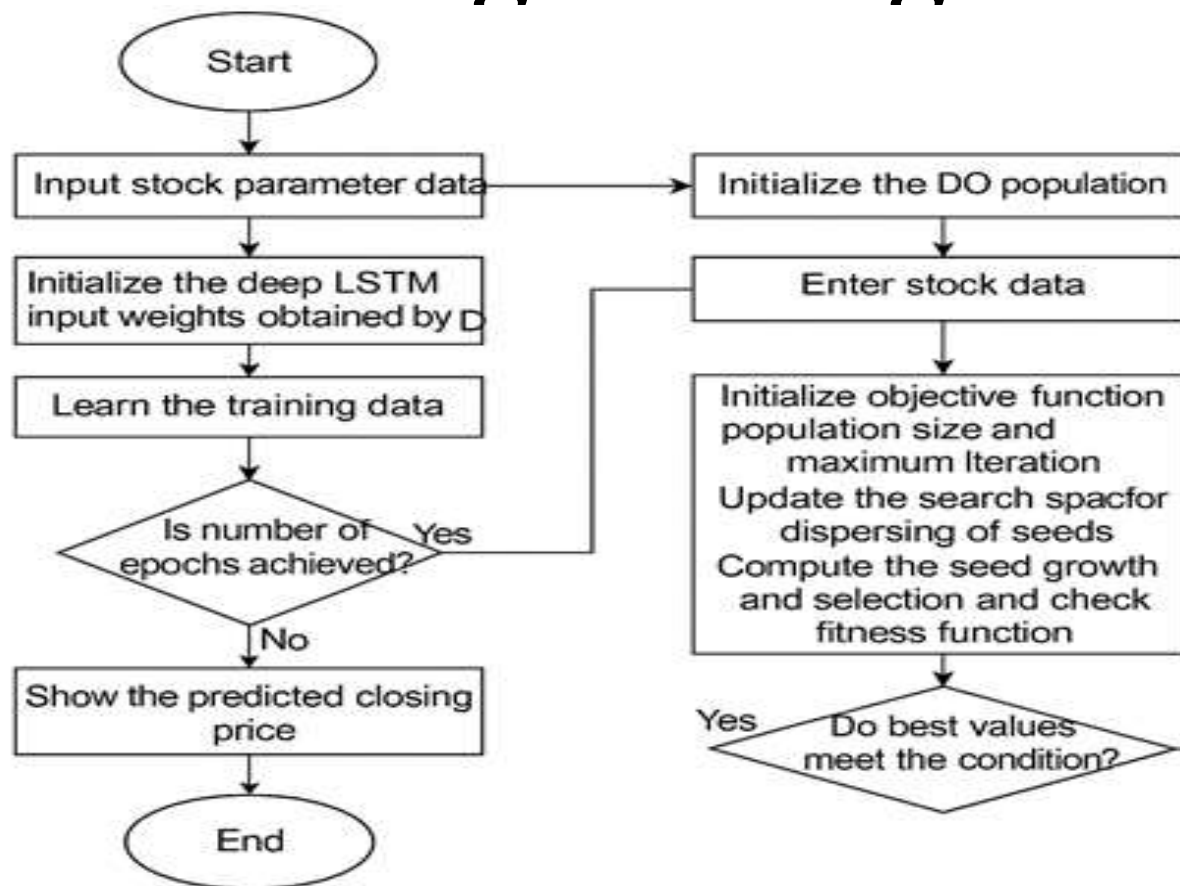 Start
Input stock parameter data
Initialize the deep LSTM
input weights obtained by D
Learn the training data
Is number of
epochs achieved?
Yes
No
Show the predicted closing
price
End
Initialize the DO population
Enter stock data
Initialize objective function
population size and
maximum Iteration
Update the search spacfor
dispersing of seeds
Compute the seed growth
and selection and check
fitness function
Yes
Do best values
meet the condition?